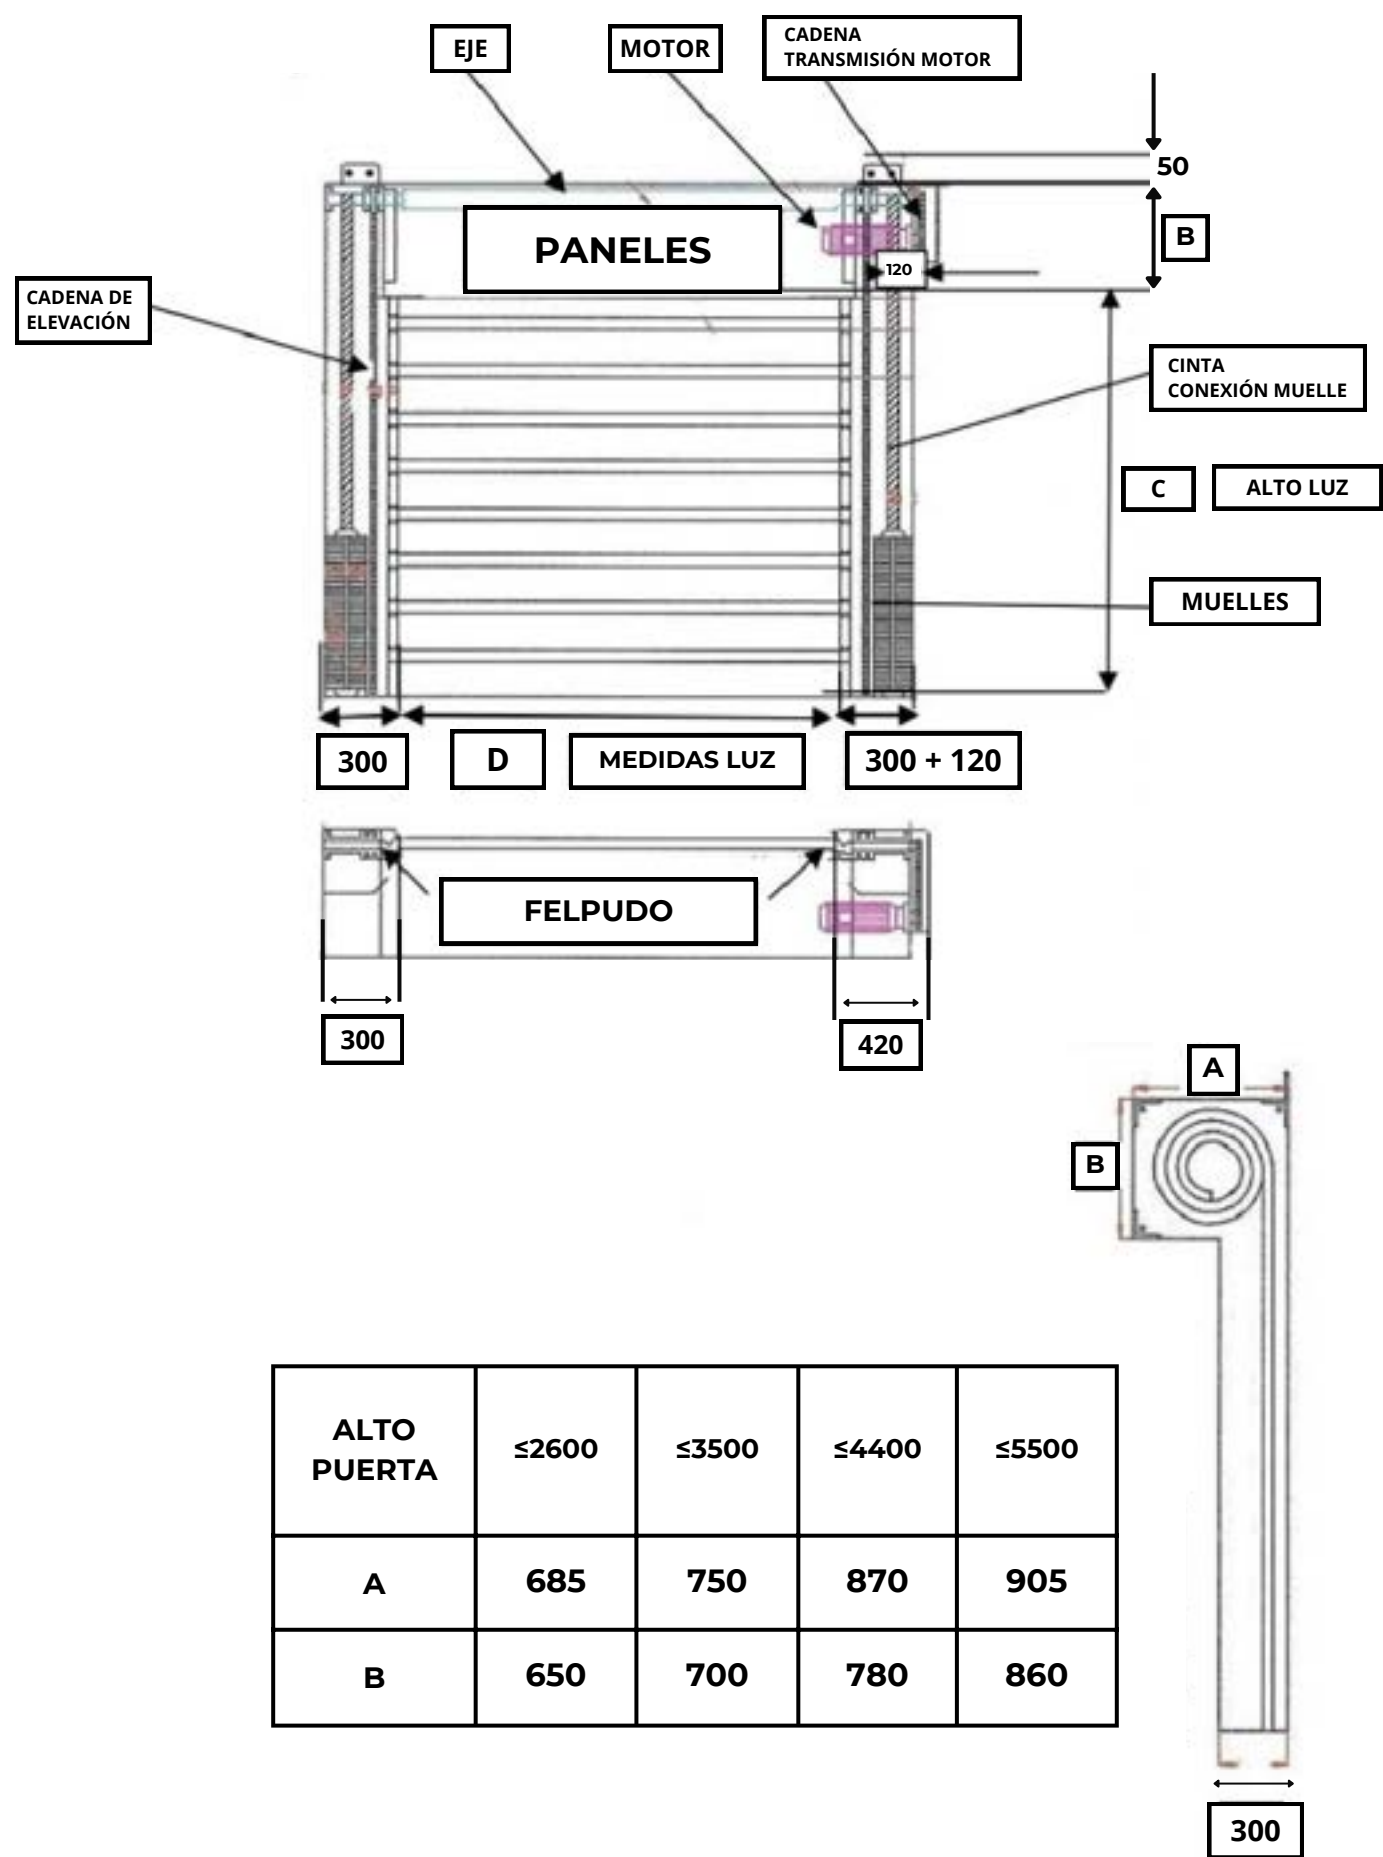 EJE
MOTOR
CADENA
TRANSMISIÓN MOTOR
50
B
PANELES
120
CADENA DE
ELEVACIÓN
CINTA
CONEXIÓN MUELLE
C
ALTO LUZ
MUELLES
300
D
MEDIDAS LUZ
300 + 120
FELPUDO
300
420
A
B
ALTO
PUERTA
≤2600
≤3500
≤4400
≤5500
A
685
750
870
905
B
650
700
780
860
300